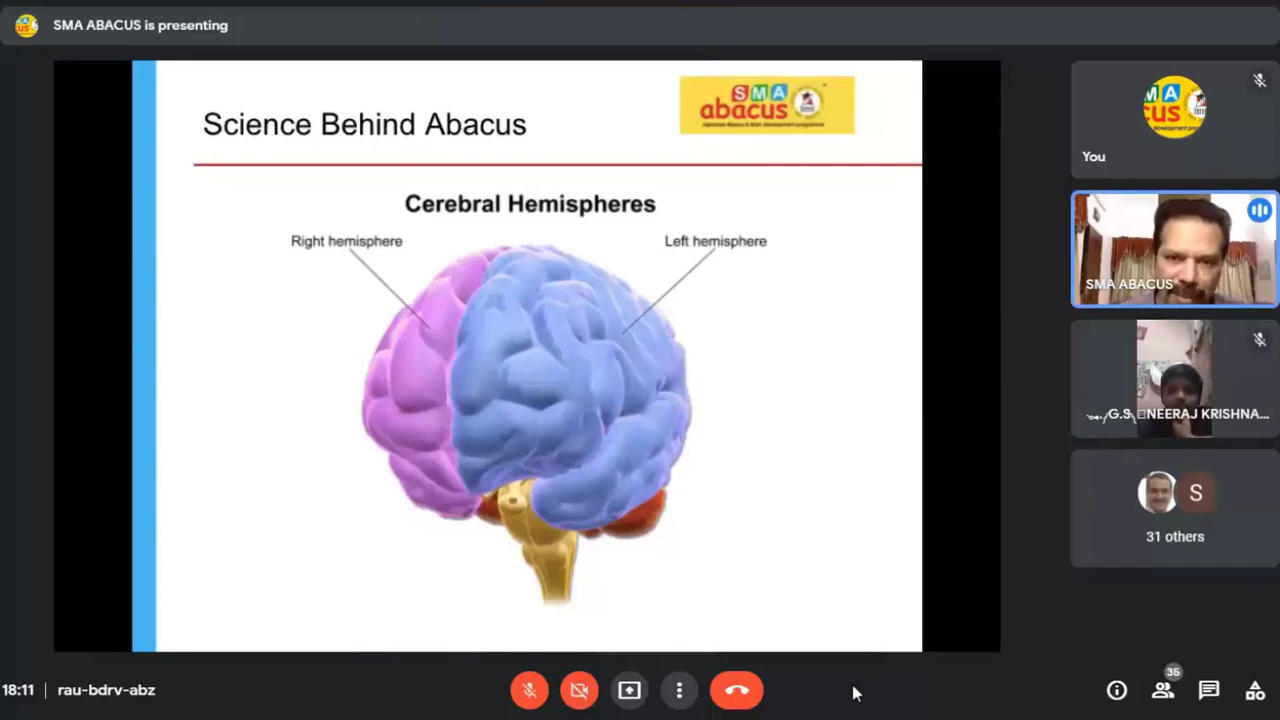 SMA ABACUS is presenting
Science Behind Abacus
SMA
abacus
Cerebral Hemispheres
Right hemisphere
Left hemisphere
You
SMA ABACUS
NEERAJ KRISHNA...
S
31 others
18:11 | rau-bdrv-abz
35